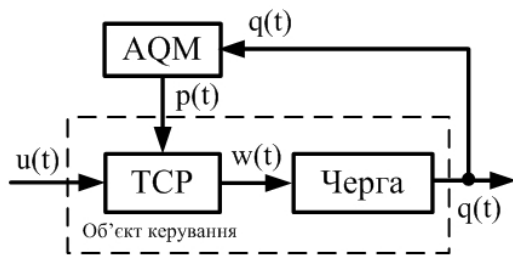 q(t)
AQM
p(t)
u(t)
TCP
w(t)
Черга
q(t)
Об’єкт керування